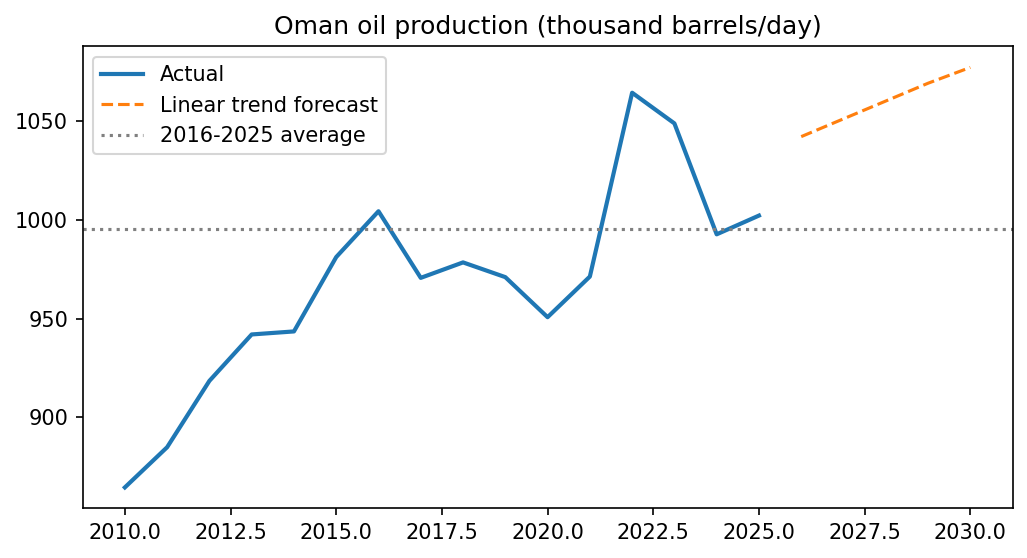 Oman oil production (thousand barrels/day)
Actual
Linear trend forecast
2016-2025 average
1050
1000
950
900
2010.0 2012.5 2015.0 2017.5 2020.0 2022.5 2025.0 2027.5 2030.0